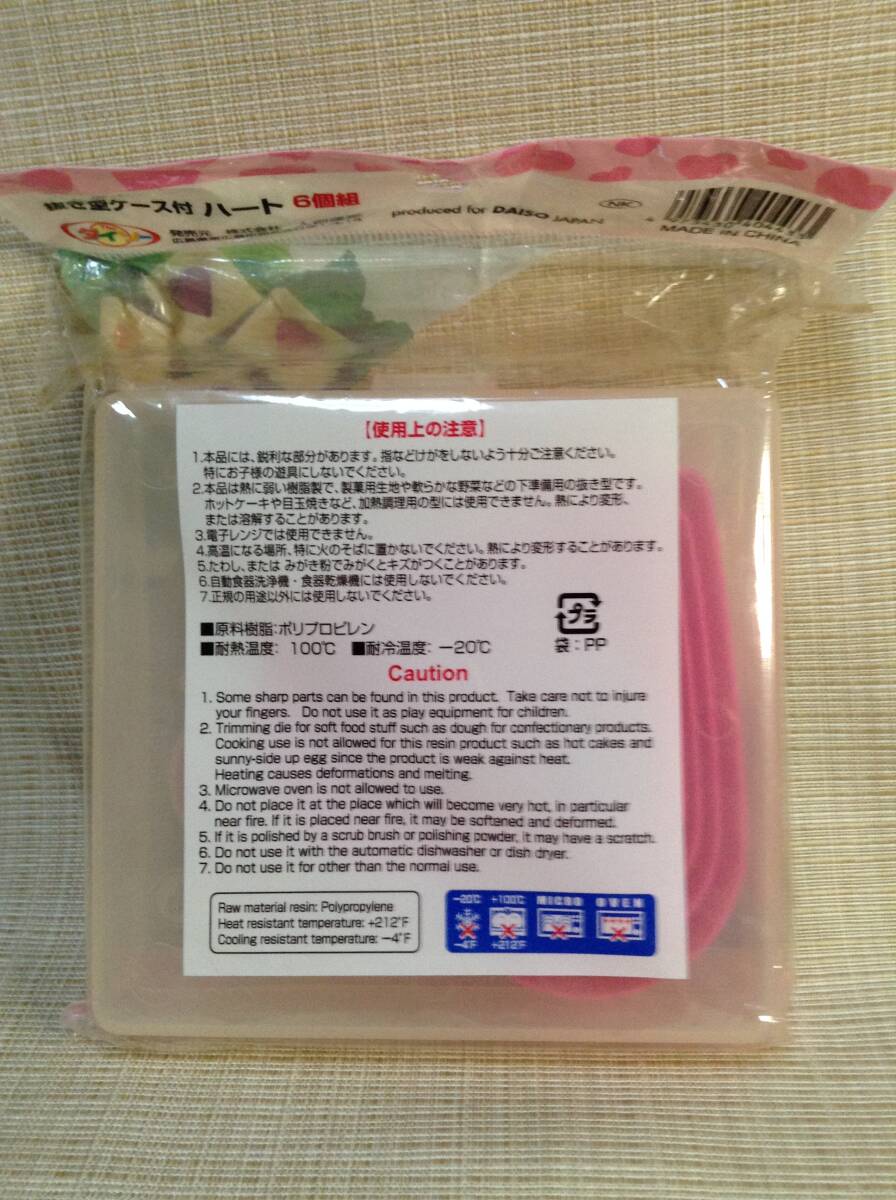 抜き型ケース付 ハート 6個組
ダイソー
発売元 株式会社
produced for DAISO JAPAN
NK
MADE IN CHINA
【使用上の注意】
1.本品には、鋭利な部分があります。指などけがをしないよう十分ご注意ください。
特にお子様の遊具にしないでください。
2.本品は熱に弱い樹脂製で、製菓用生地や軟らかな野菜などの下準備用の抜き型です。
ホットケーキや目玉焼きなど、加熱調理用の型には使用できません。熱により変形、
または溶解することがあります。
3.電子レンジでは使用できません。
4.高温になる場所、特に火のそばに置かないでください。熱により変形することがあります。
5.たわし、または みがき粉でみがくとキズがつくことがあります。
6.自動食器洗浄機・食器乾燥機には使用しないでください。
7.正規の用途以外には使用しないでください。
■原料樹脂:ポリプロピレン
■耐熱温度: 100℃ ■耐冷温度: −20℃
プラ
袋:PP
Caution
1. Some sharp parts can be found in this product. Take care not to injure
your fingers. Do not use it as play equipment for children.
2. Trimming die for soft food stuff such as dough for confectionary products.
Cooking use is not allowed for this resin product such as hot cakes and
sunny-side up egg since the product is weak against heat.
Heating causes deformations and melting.
3. Microwave oven is not allowed to use.
4. Do not place it at the place which will become very hot, in particular
near fire. If it is placed near fire, it may be softened and deformed.
5. If it is polished by a scrub brush or polishing powder, it may have a scratch.
6. Do not use it with the automatic dishwasher or dish dryer.
7. Do not use it for other than the normal use.
Raw material resin: Polypropylene
Heat resistant temperature: +212°F
Cooling resistant temperature: −4°F
−20℃ +100℃ MICRO OVEN
−4°F +212°F